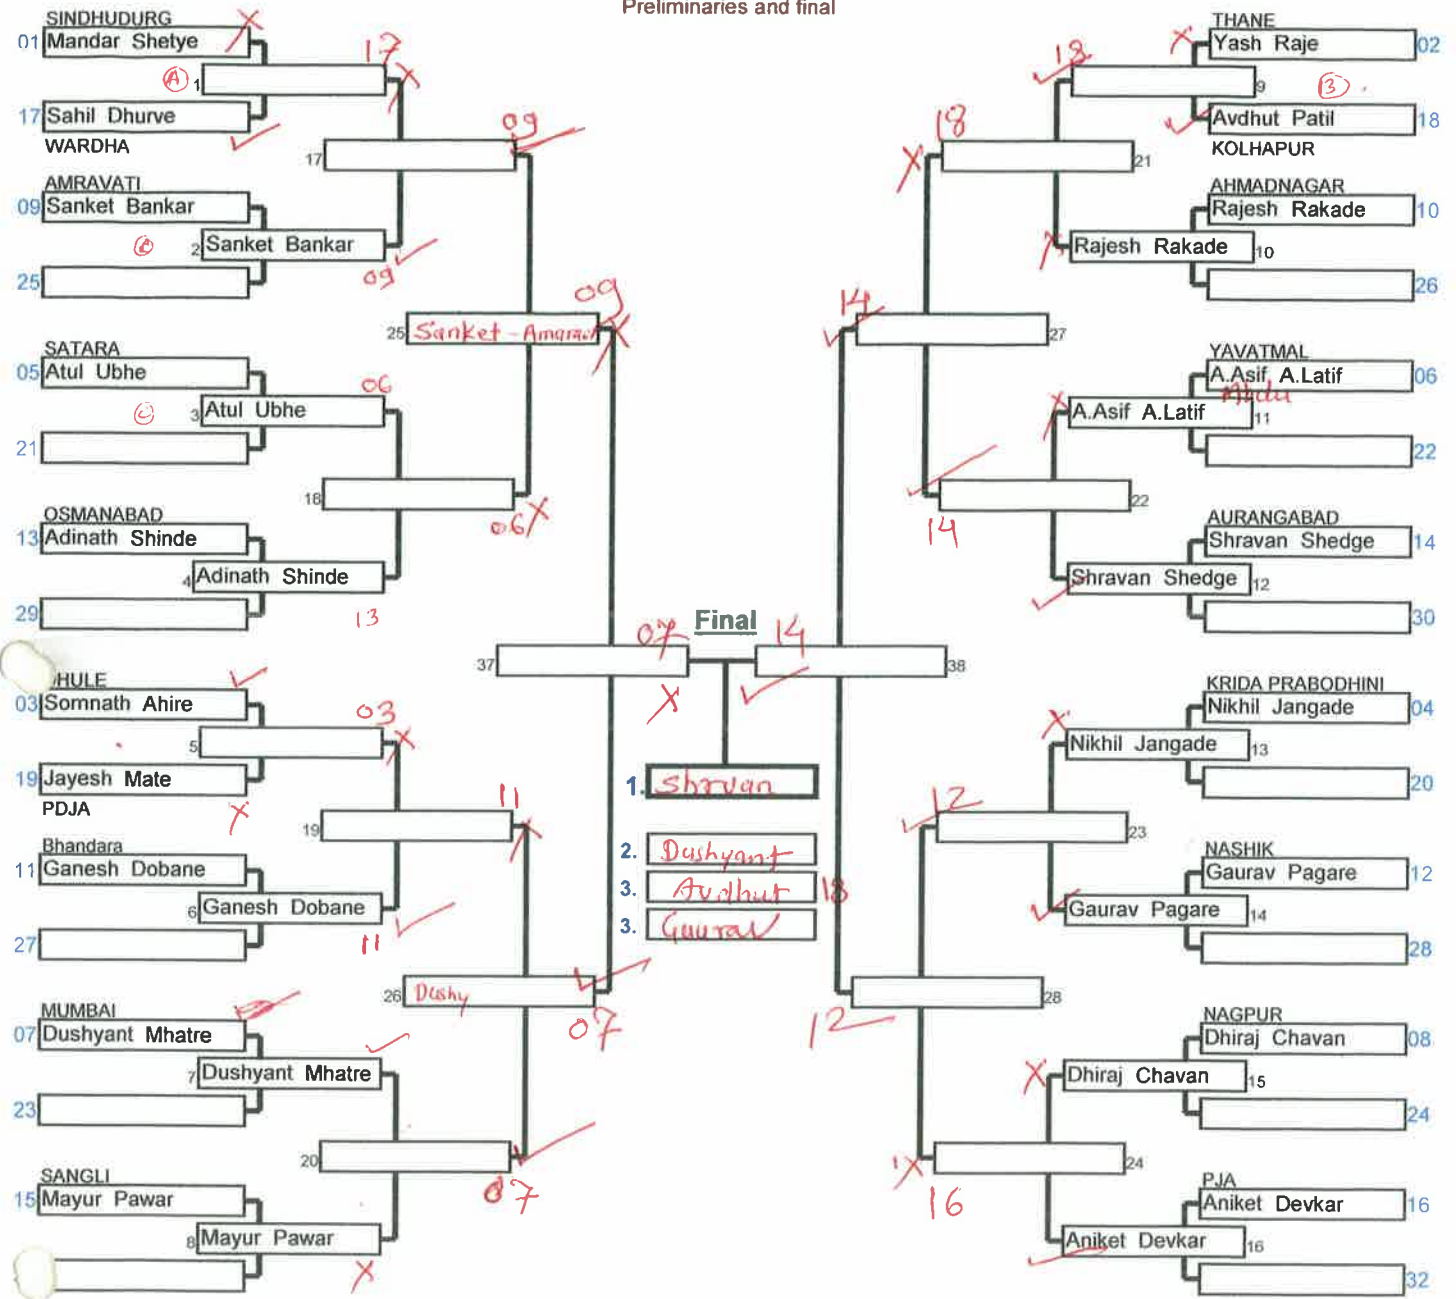 Preliminaries and final
SINDHUDURG
01 Mandar Shetye
17
A 1
17 Sahil Dhurve
WARDHA
09
17
AMRAVATI
09 Sanket Bankar
2 Sanket Bankar
09
25
09
25 Sanket - Amarav
SATARA
05 Atul Ubhe
06
3 Atul Ubhe
21
18
06
OSMANABAD
13 Adinath Shinde
4 Adinath Shinde
29
13
37
07
HULE
03 Somnath Ahire
03
5
19 Jayesh Mate
PDJA
11
19
Bhandara
11 Ganesh Dobane
6 Ganesh Dobane
11
27
26 Dushy
07
MUMBAI
07 Dushyant Mhatre
7 Dushyant Mhatre
23
20
07
SANGLI
15 Mayur Pawar
8 Mayur Pawar
Final
1. Shrvan
2. Dushyant
3. Avdhut 18
3. Gaurav
THANE
Yash Raje 02
18
9
B
Avdhut Patil 18
KOLHAPUR
18
21
AHMADNAGAR
Rajesh Rakade 10
Rajesh Rakade 10
26
14
27
YAVATMAL
A.Asif A.Latif 06
Abdu
A.Asif A.Latif 11
22
22
14
AURANGABAD
Shravan Shedge 14
Shravan Shedge 12
30
14
38
KRIDA PRABODHINI
Nikhil Jangade 04
Nikhil Jangade 13
20
12
23
NASHIK
Gaurav Pagare 12
Gaurav Pagare 14
28
28
12
NAGPUR
Dhiraj Chavan 08
Dhiraj Chavan 15
24
24
16
PJA
Aniket Devkar 16
Aniket Devkar 16
32